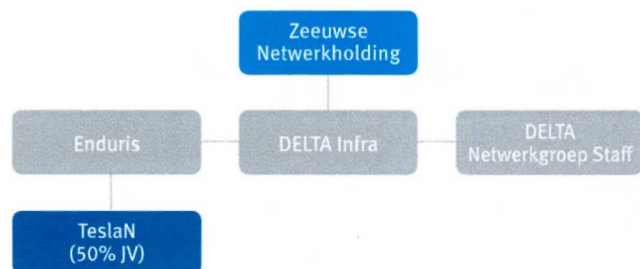 Zeeuwse
Netwerkholding
Enduris
DELTA Infra
DELTA
Netwerkgroep Staff
TeslaN
(50% JV)